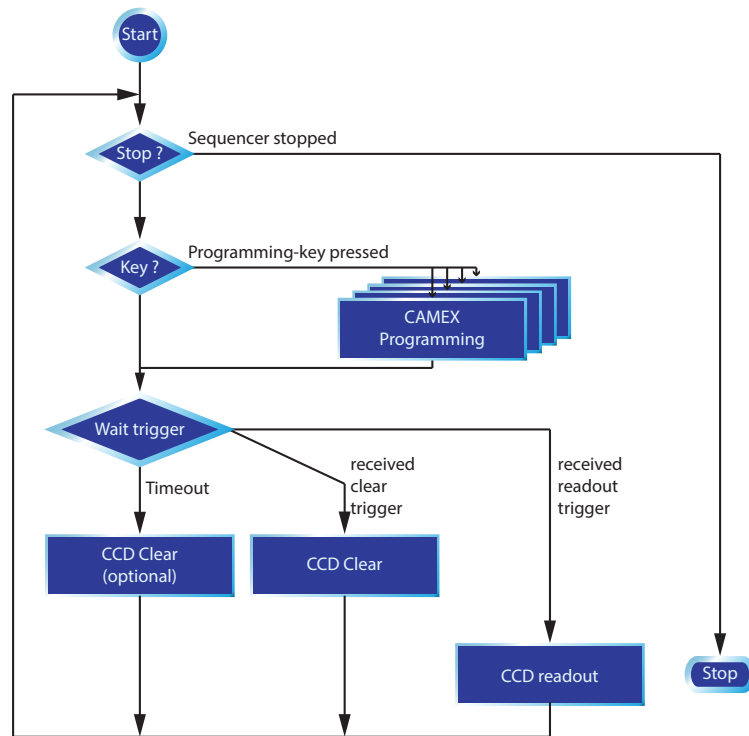 Start
Sequencer stopped
Stop ?
Programming-key pressed
Key ?
CAMEX
Programming
Wait trigger
Timeout
received
clear
trigger
received
readout
trigger
CCD Clear
(optional)
CCD Clear
CCD readout
Stop